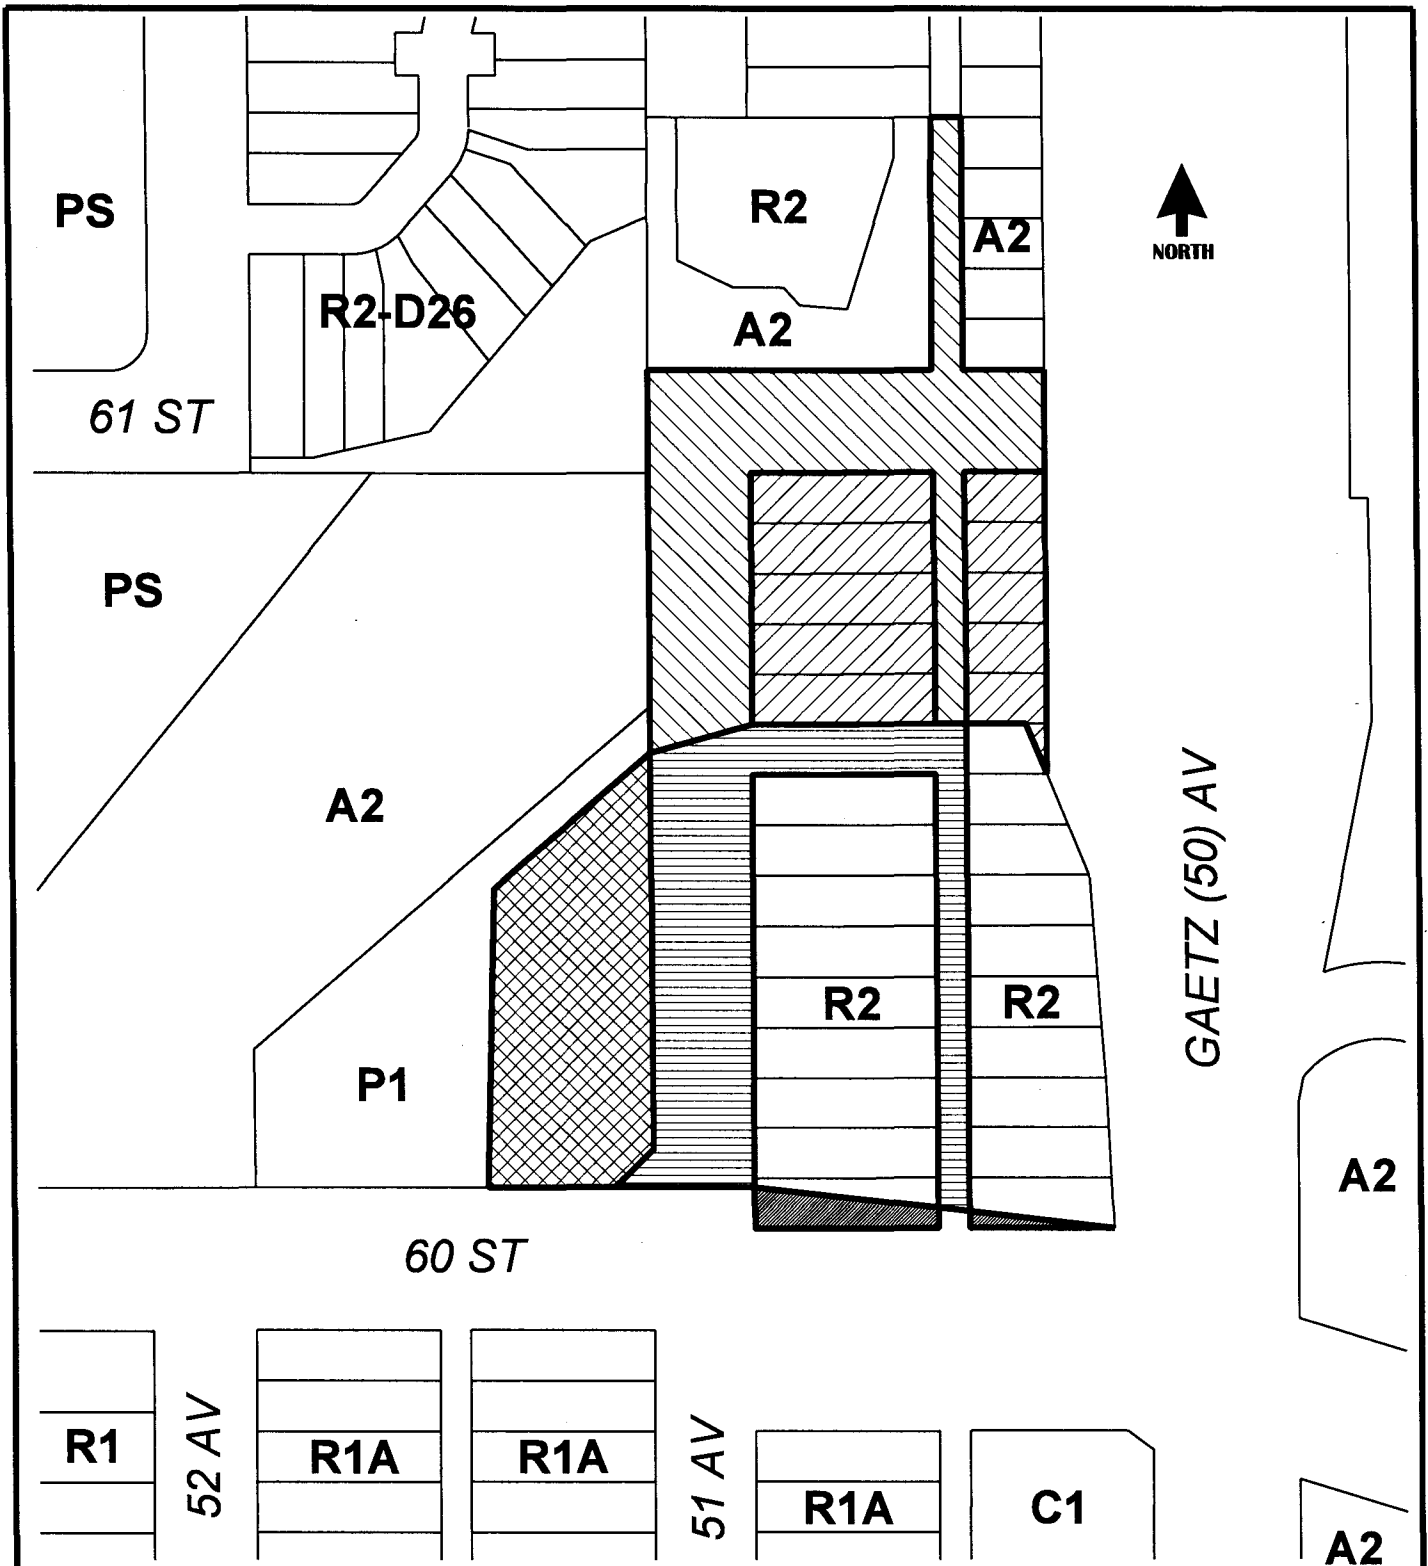 PS
R2
A2
NORTH
R2-D26
A2
61 ST
PS
A2
GAETZ (50) AV
R2
R2
P1
A2
60 ST
R1
52 AV
R1A
R1A
51 AV
R1A
C1
A2